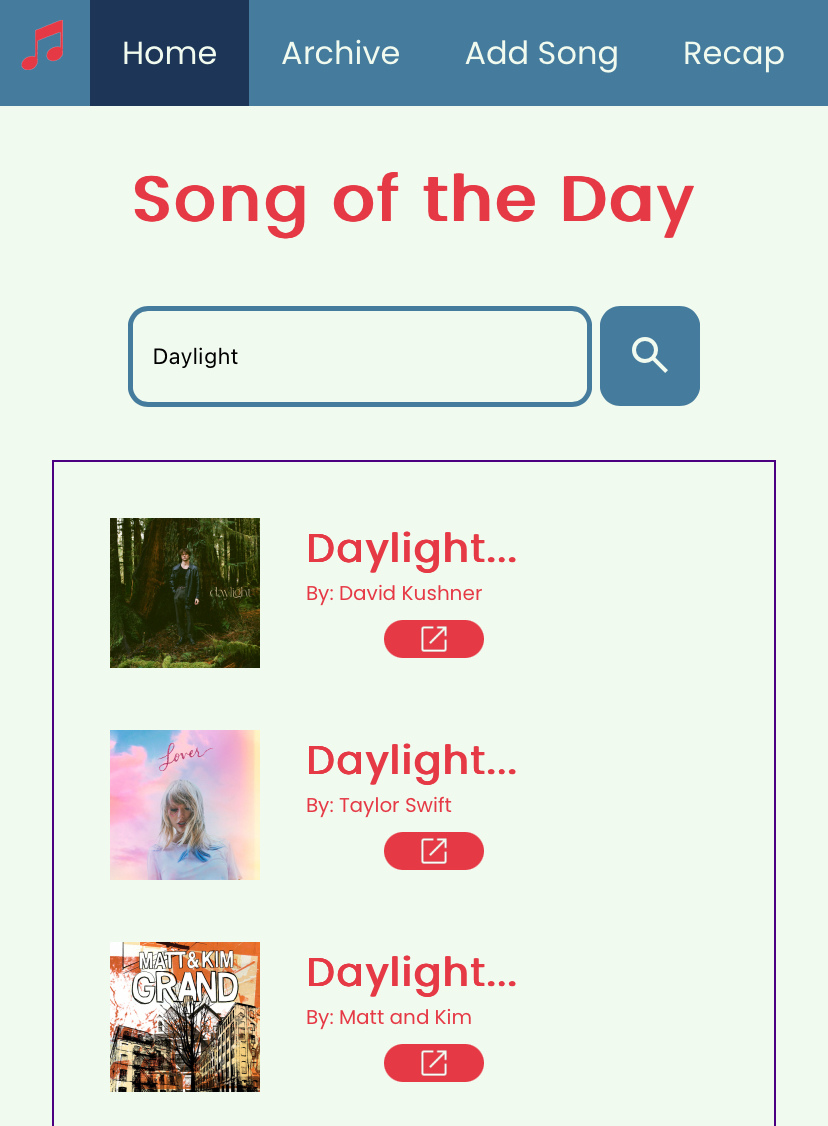 Home Archive Add Song Recap
Song of the Day
Daylight
daylight
Daylight...
By: David Kushner
Lover
Daylight...
By: Taylor Swift
MATT & KIM
GRAND
Daylight...
By: Matt and Kim